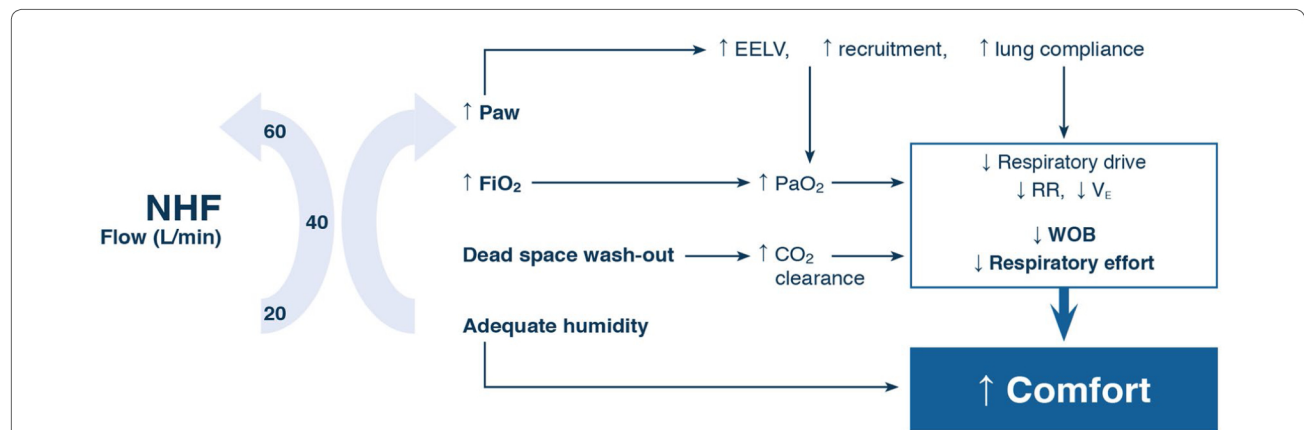 ↑ EELV, ↑ recruitment, ↑ lung compliance
60
↑ Paw
↓ Respiratory drive
↑ FiO₂
↑ PaO₂
↓ RR, ↓ V_E
NHF
40
Flow (L/min)
↓ WOB
Dead space wash-out
↑ CO₂
clearance
↓ Respiratory effort
20
Adequate humidity
↑ Comfort